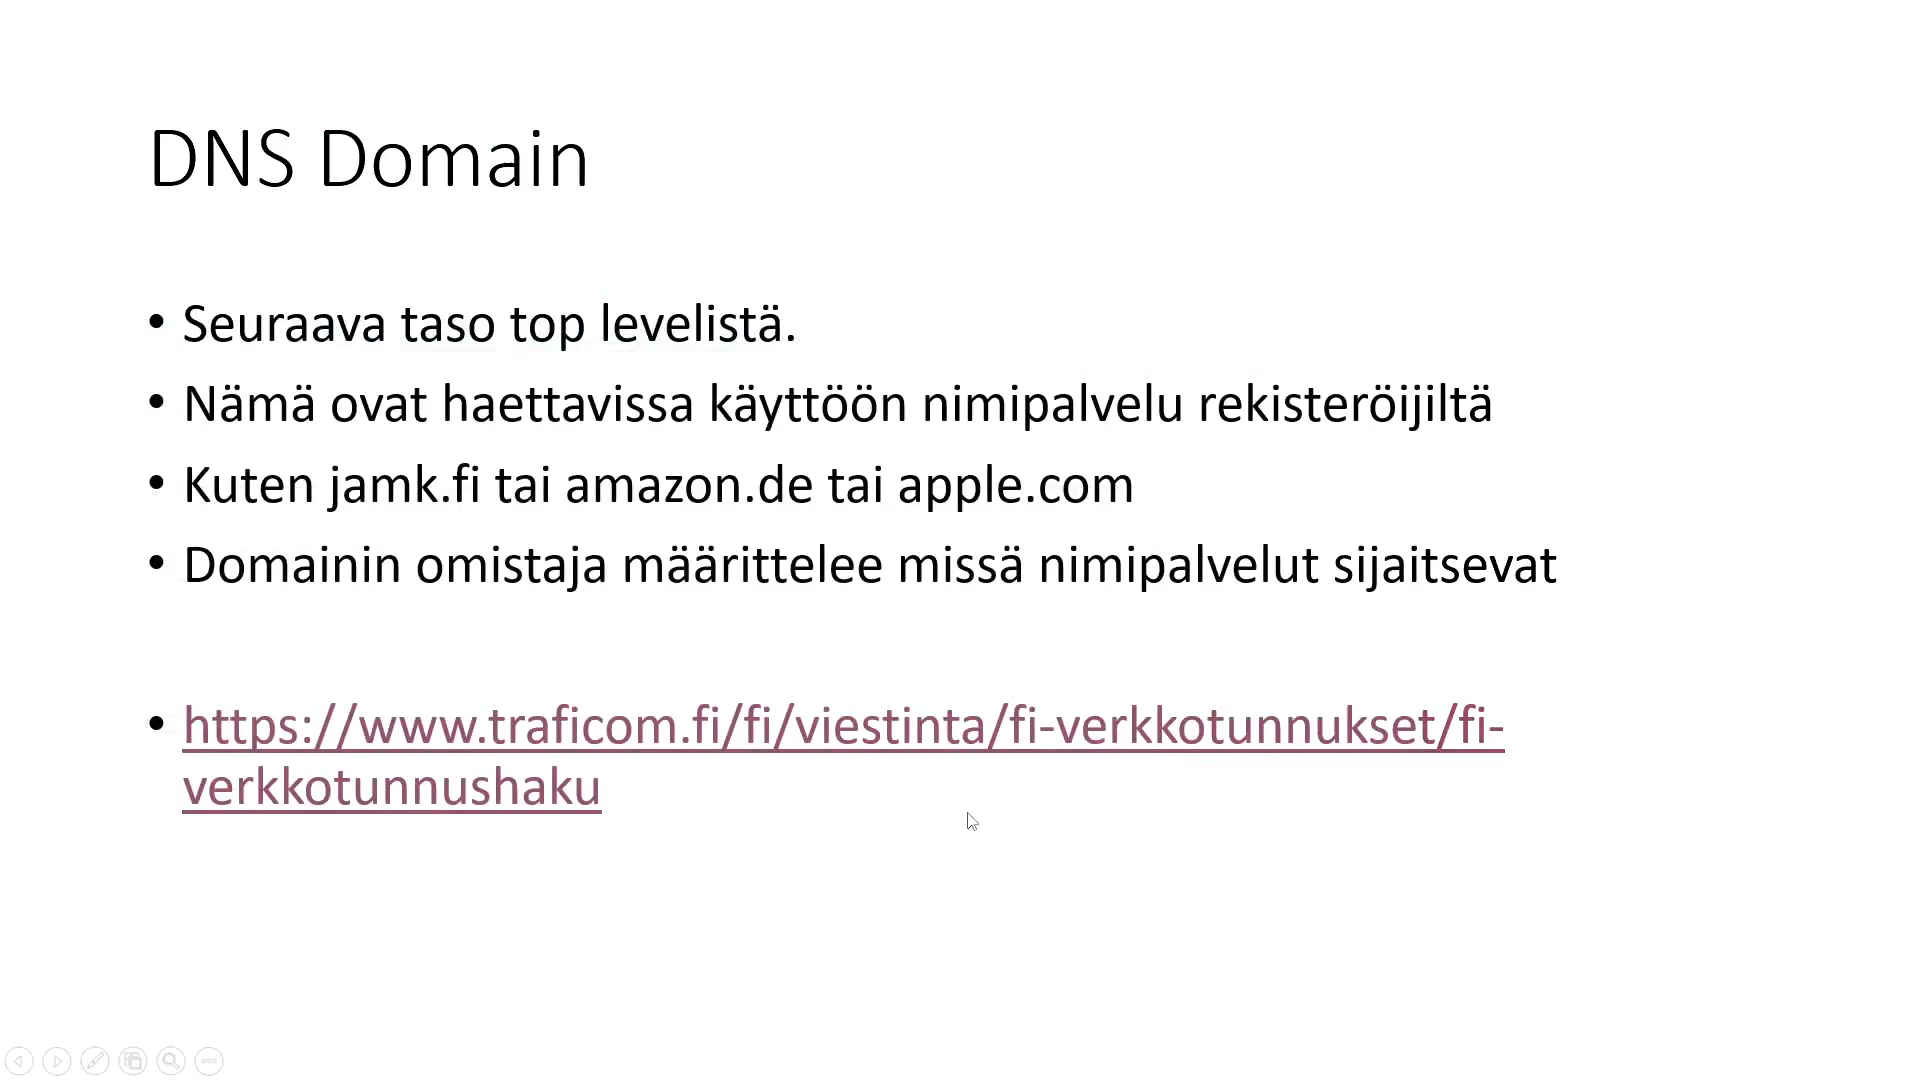 DNS Domain
• Seuraava taso top levelistä.
• Nämä ovat haettavissa käyttöön nimipalvelu rekisteröijiltä
• Kuten jamk.fi tai amazon.de tai apple.com
• Domainin omistaja määrittelee missä nimipalvelut sijaitsevat
• https://www.traficom.fi/fi/viestinta/fi-verkkotunnukset/fi-
verkkotunnushaku